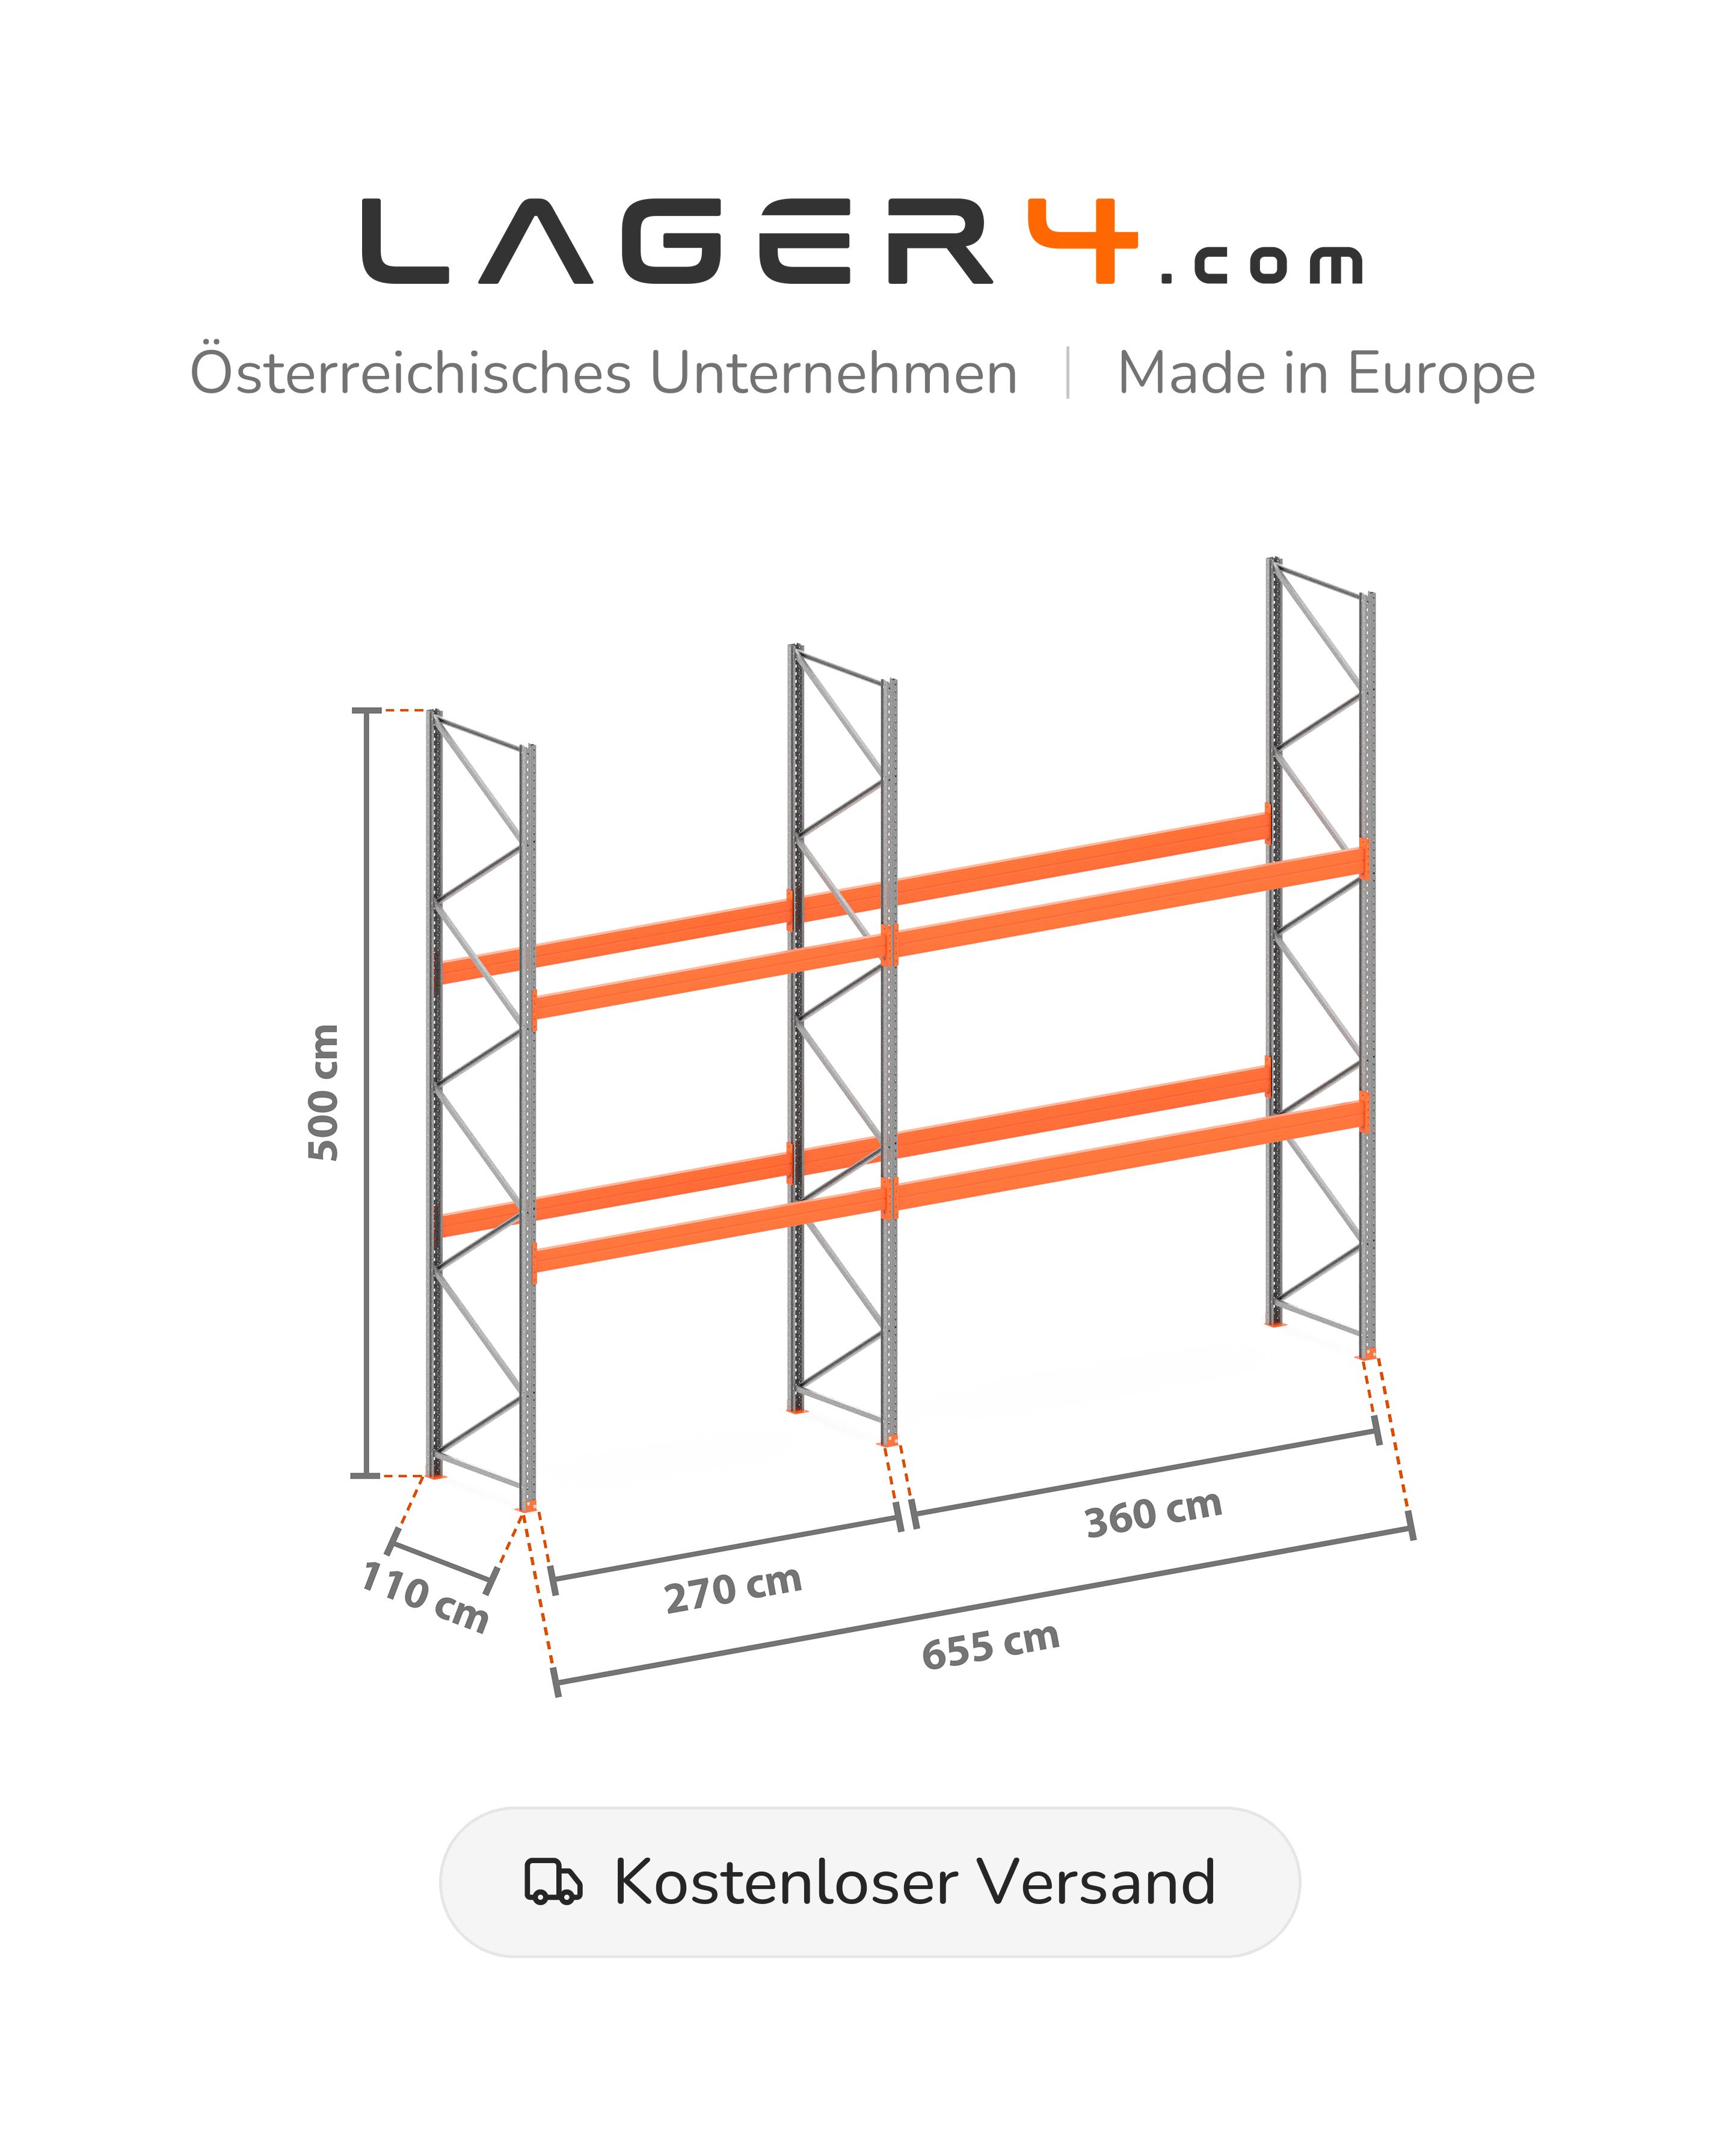 LAGER4.com
Österreichisches Unternehmen | Made in Europe
500 cm
110 cm
270 cm
360 cm
655 cm
Kostenloser Versand